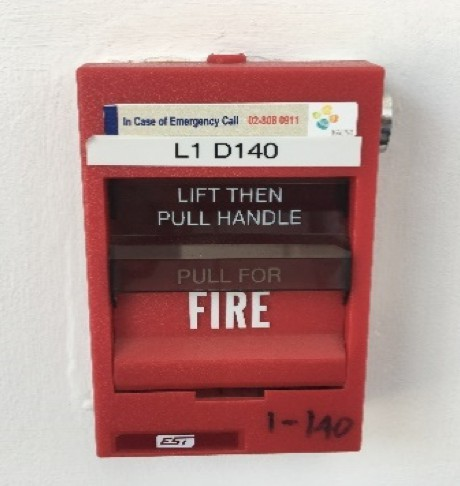 In Case of Emergency Call 02-808 0911
L1 D140
LIFT THEN
PULL HANDLE
PULL FOR
FIRE
1-140
EST